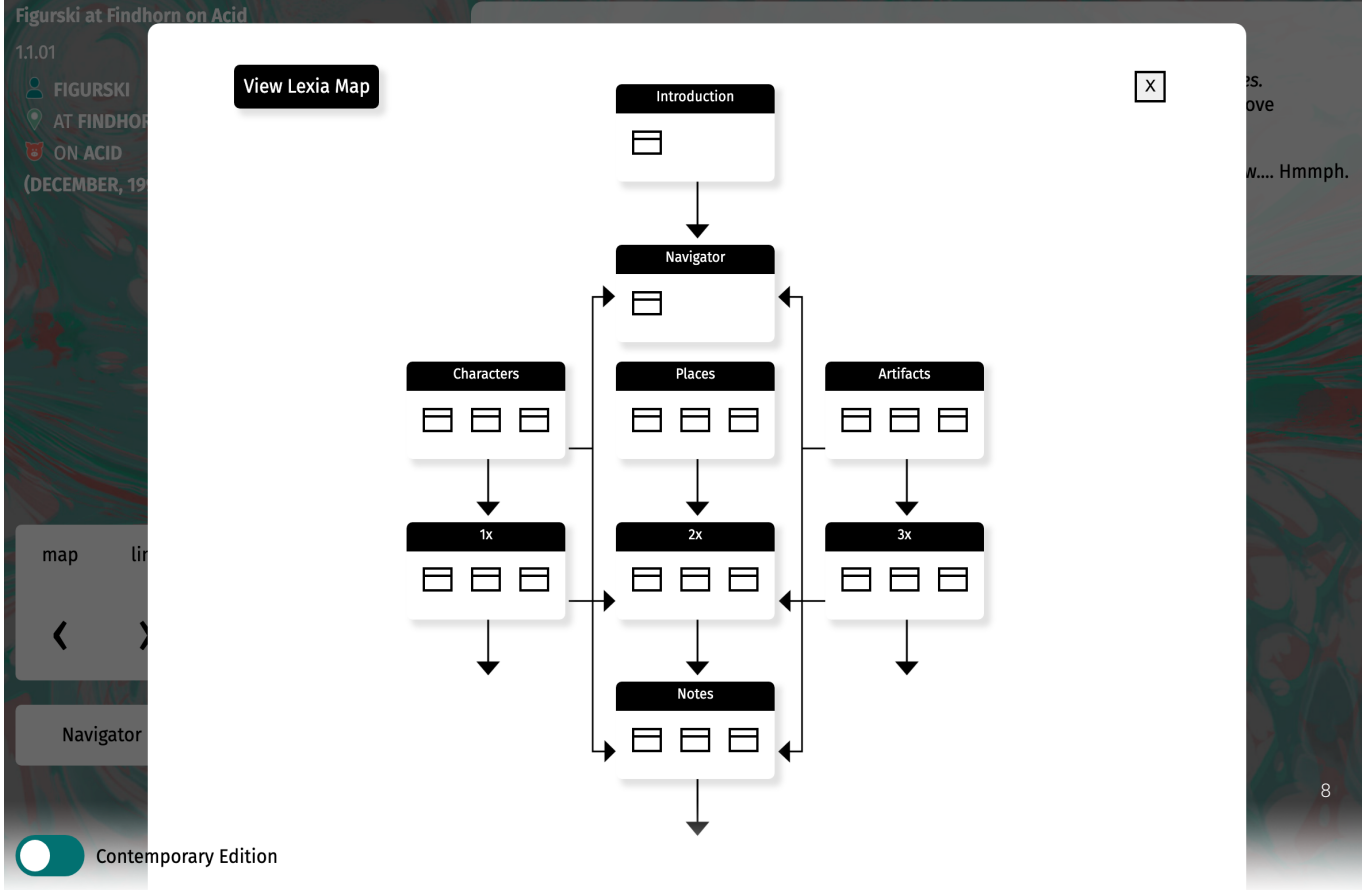 Figurski at Findhorn on Acid
1.1.01
FIGURSKI
AT FINDHOR
ON ACID
(DECEMBER, 19
View Lexia Map
X
es.
ove
w.... Hmmph.
Introduction
Navigator
Characters
Places
Artifacts
1x
2x
3x
Notes
map
lin
Navigator
8
Contemporary Edition